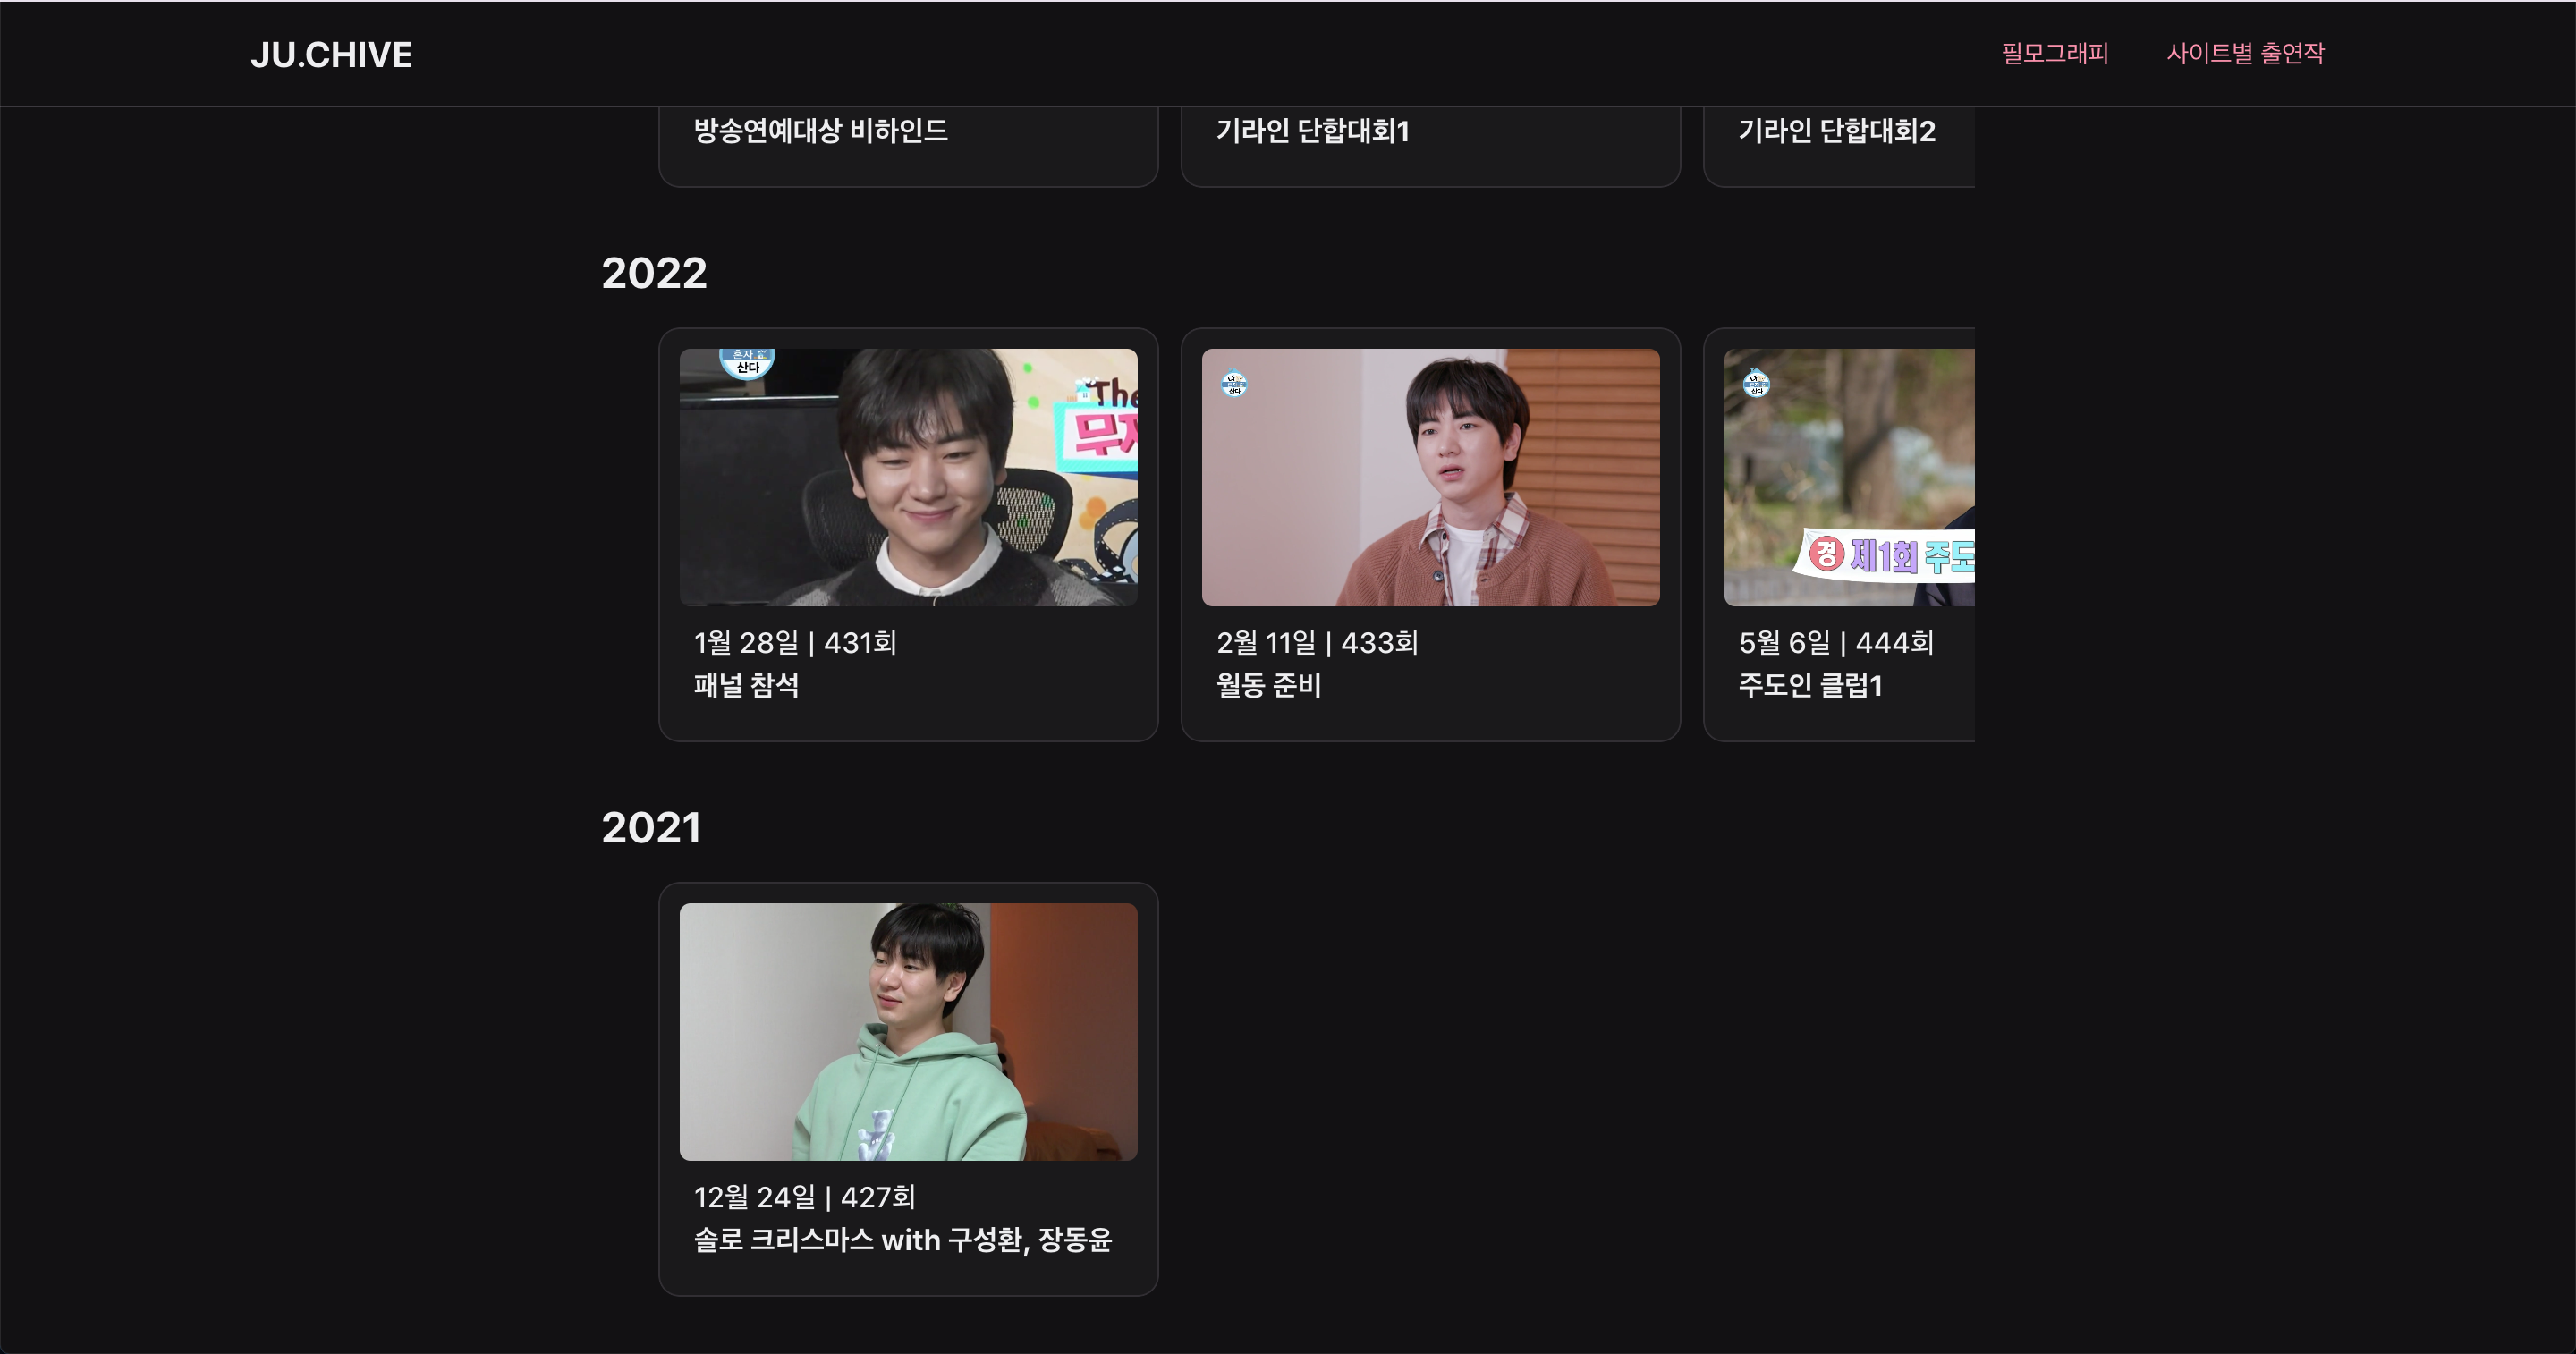 JU.CHIVE
필모그래피
사이트별 출연작
방송연예대상 비하인드
기라인 단합대회1
기라인 단합대회2
2022
혼자
산다
The
무지
나
산다
나
산다
경 제1회 주도
1월 28일 | 431회
패널 참석
2월 11일 | 433회
월동 준비
5월 6일 | 444회
주도인 클럽1
2021
12월 24일 | 427회
솔로 크리스마스 with 구성환, 장동윤